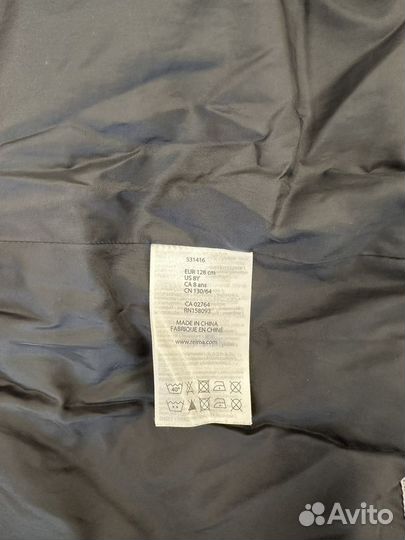 531416
EUR 128 cm
US 8Y
CA 8 ans
CN 130/64
CA 02764
RN158093
MADE IN CHINA
FABRIQUE EN CHINE
www.reima.com
40°
Avito